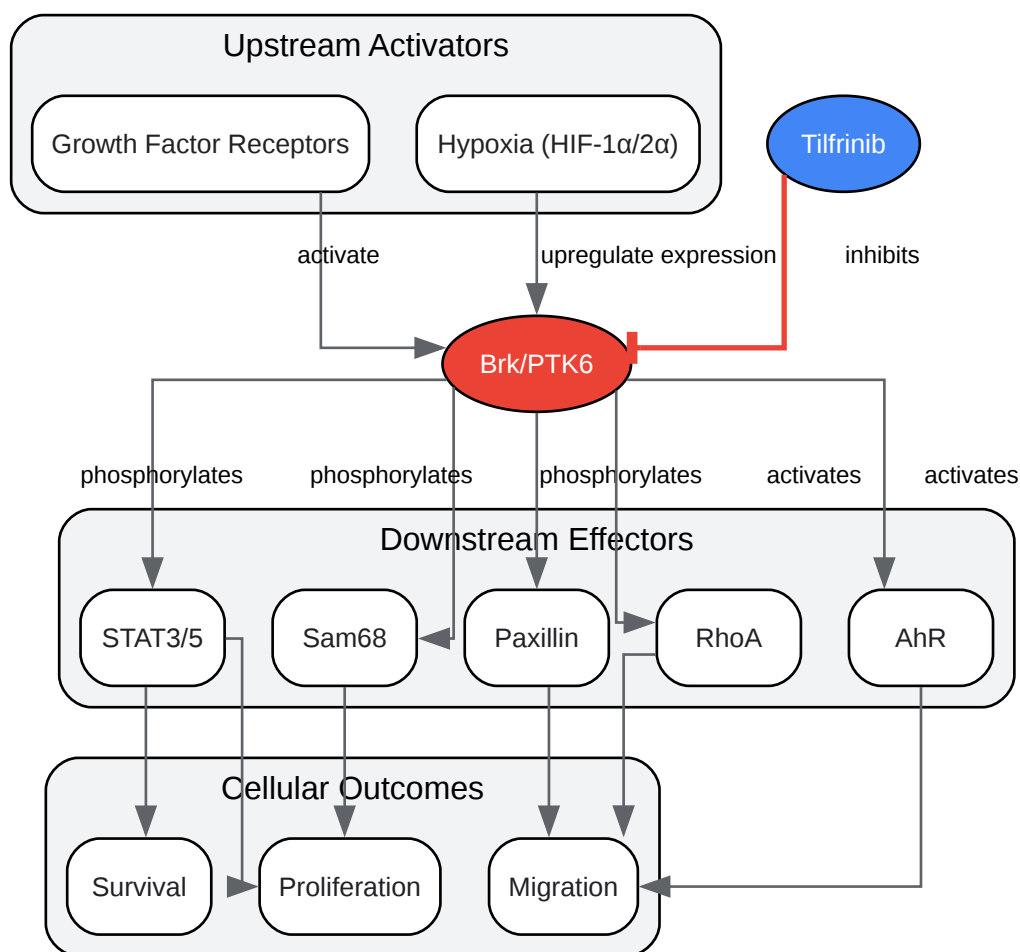 Upstream Activators
Growth Factor Receptors
Hypoxia (HIF-1α/2α)
Tilfrinib
activate
upregulate expression
inhibits
Brk/PTK6
phosphorylates
phosphorylates
phosphorylates
activates
activates
Downstream Effectors
STAT3/5
Sam68
Paxillin
RhoA
AhR
Cellular Outcomes
Survival
Proliferation
Migration